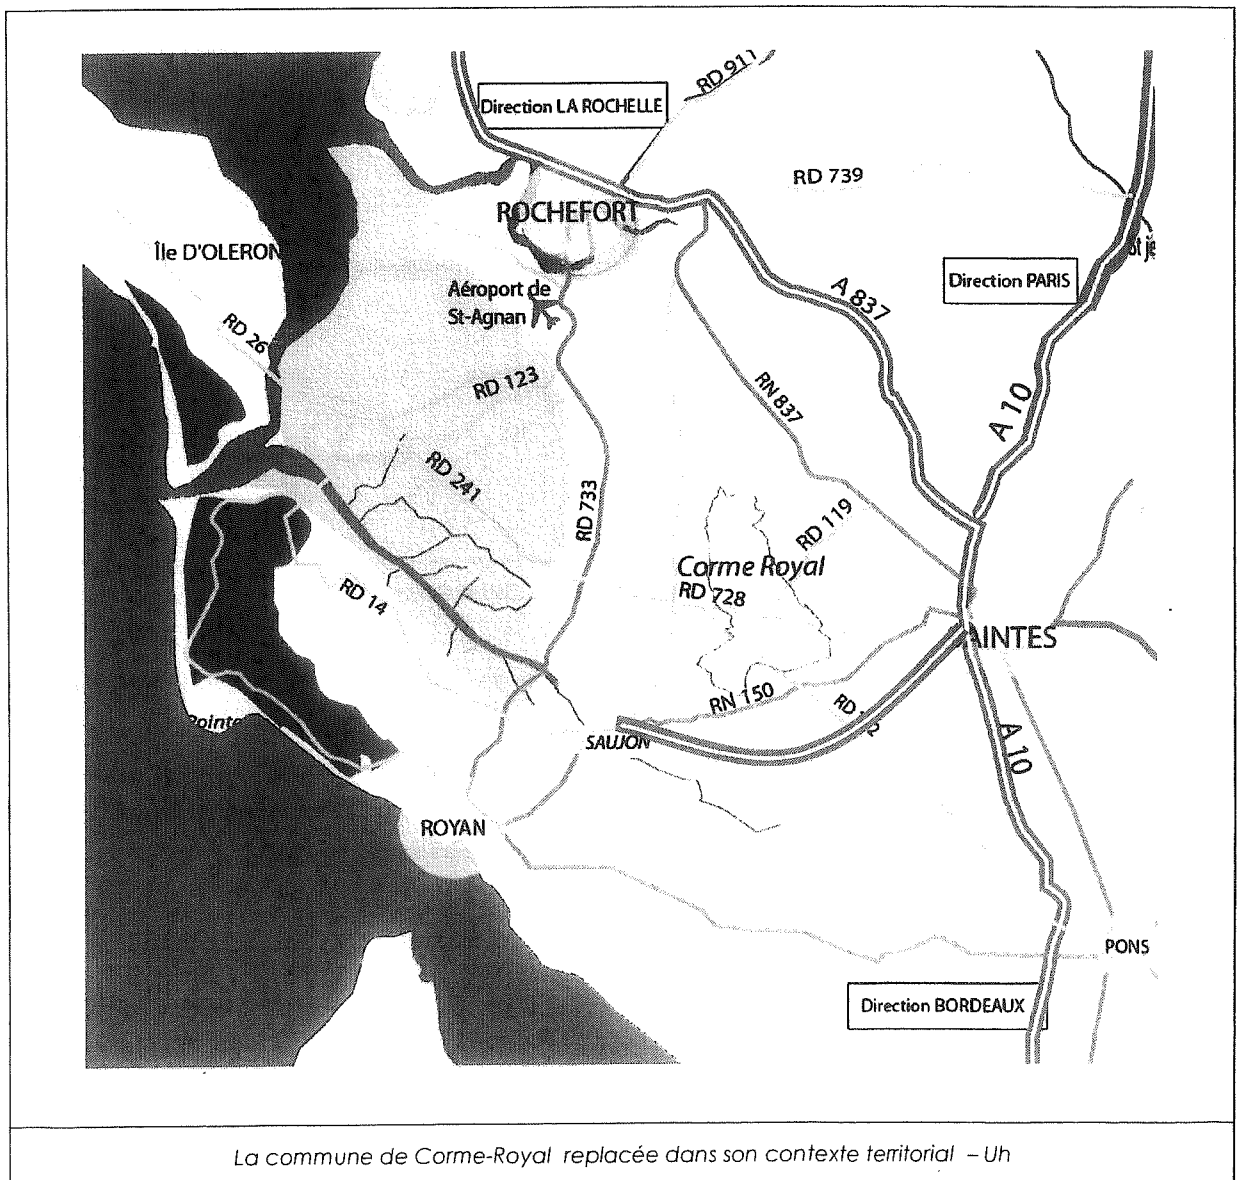 RD 911
Direction LA ROCHELLE
RD 739
ROCHEFORT
Île D'OLERON
Direction PARIS
Aéroport de
St-Agnan
A 837
RD 26
RD 123
RN 837
A 10
RD 241
RD 733
RD 119
Corme Royal
RD 728
RD 14
AINTES
RN 150
Pointe
SAUJON
A 10
ROYAN
PONS
Direction BORDEAUX
La commune de Corme-Royal replacée dans son contexte territorial – Uh